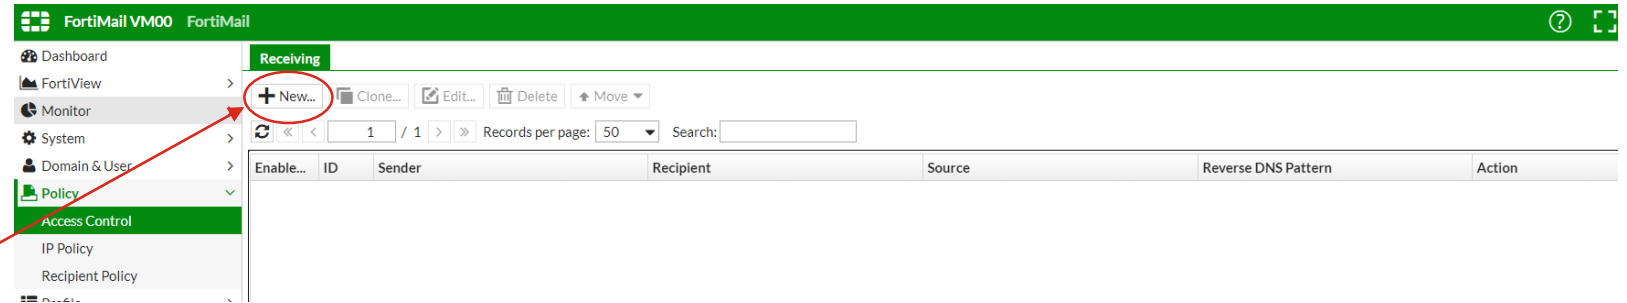 FortiMail VM00 FortiMail
Dashboard
FortiView
Monitor
System
Domain & User
Policy
Access Control
IP Policy
Recipient Policy
Profile
Receiving
New... Clone... Edit... Delete Move
1 / 1 Records per page: 50 Search:
Enable... ID Sender Recipient Source Reverse DNS Pattern Action